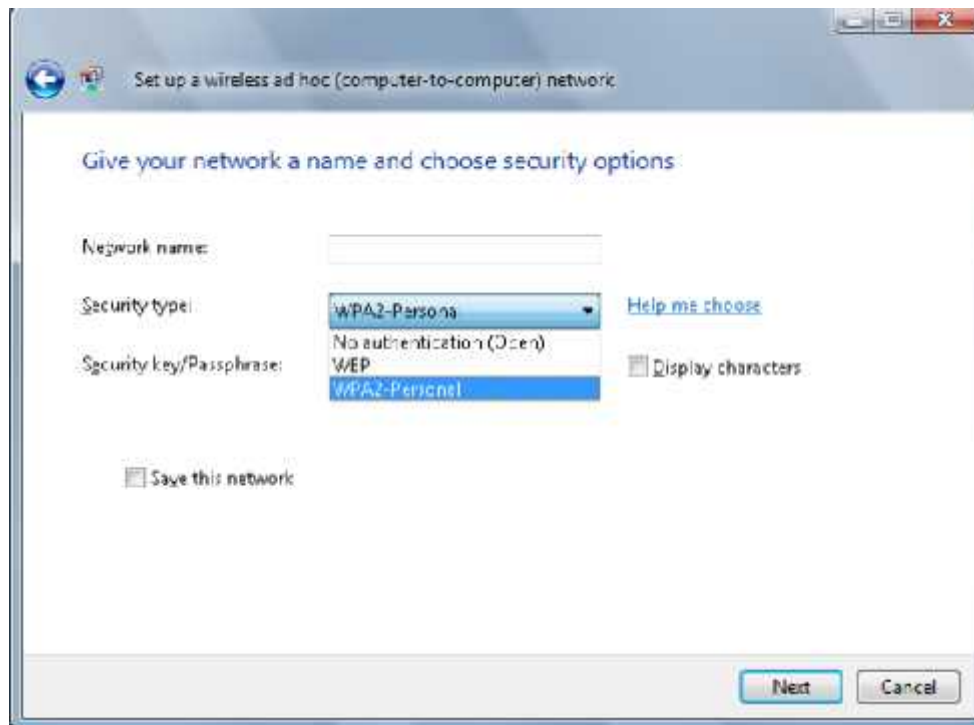 Set up a wireless ad hoc (computer-to-computer) network
Give your network a name and choose security options
Network name:
Security type: WPA2-Persona Help me choose
No authentication (Open)
Security key/Passphrase: WEP Display characters
WPA2-Personal
Save this network
Next Cancel